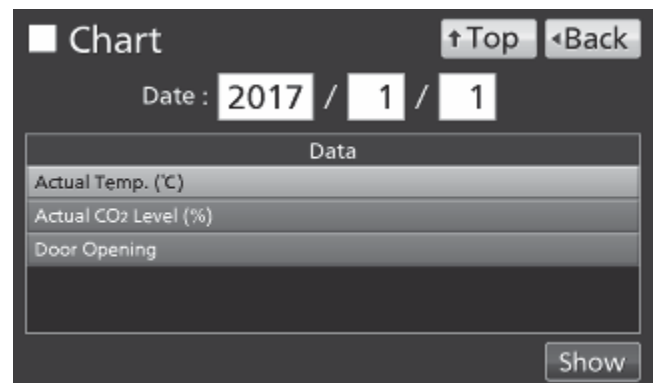 Chart
↑Top
◂Back
Date : 2017 / 1 / 1
Data
Actual Temp. (℃)
Actual CO2 Level (%)
Door Opening
Show